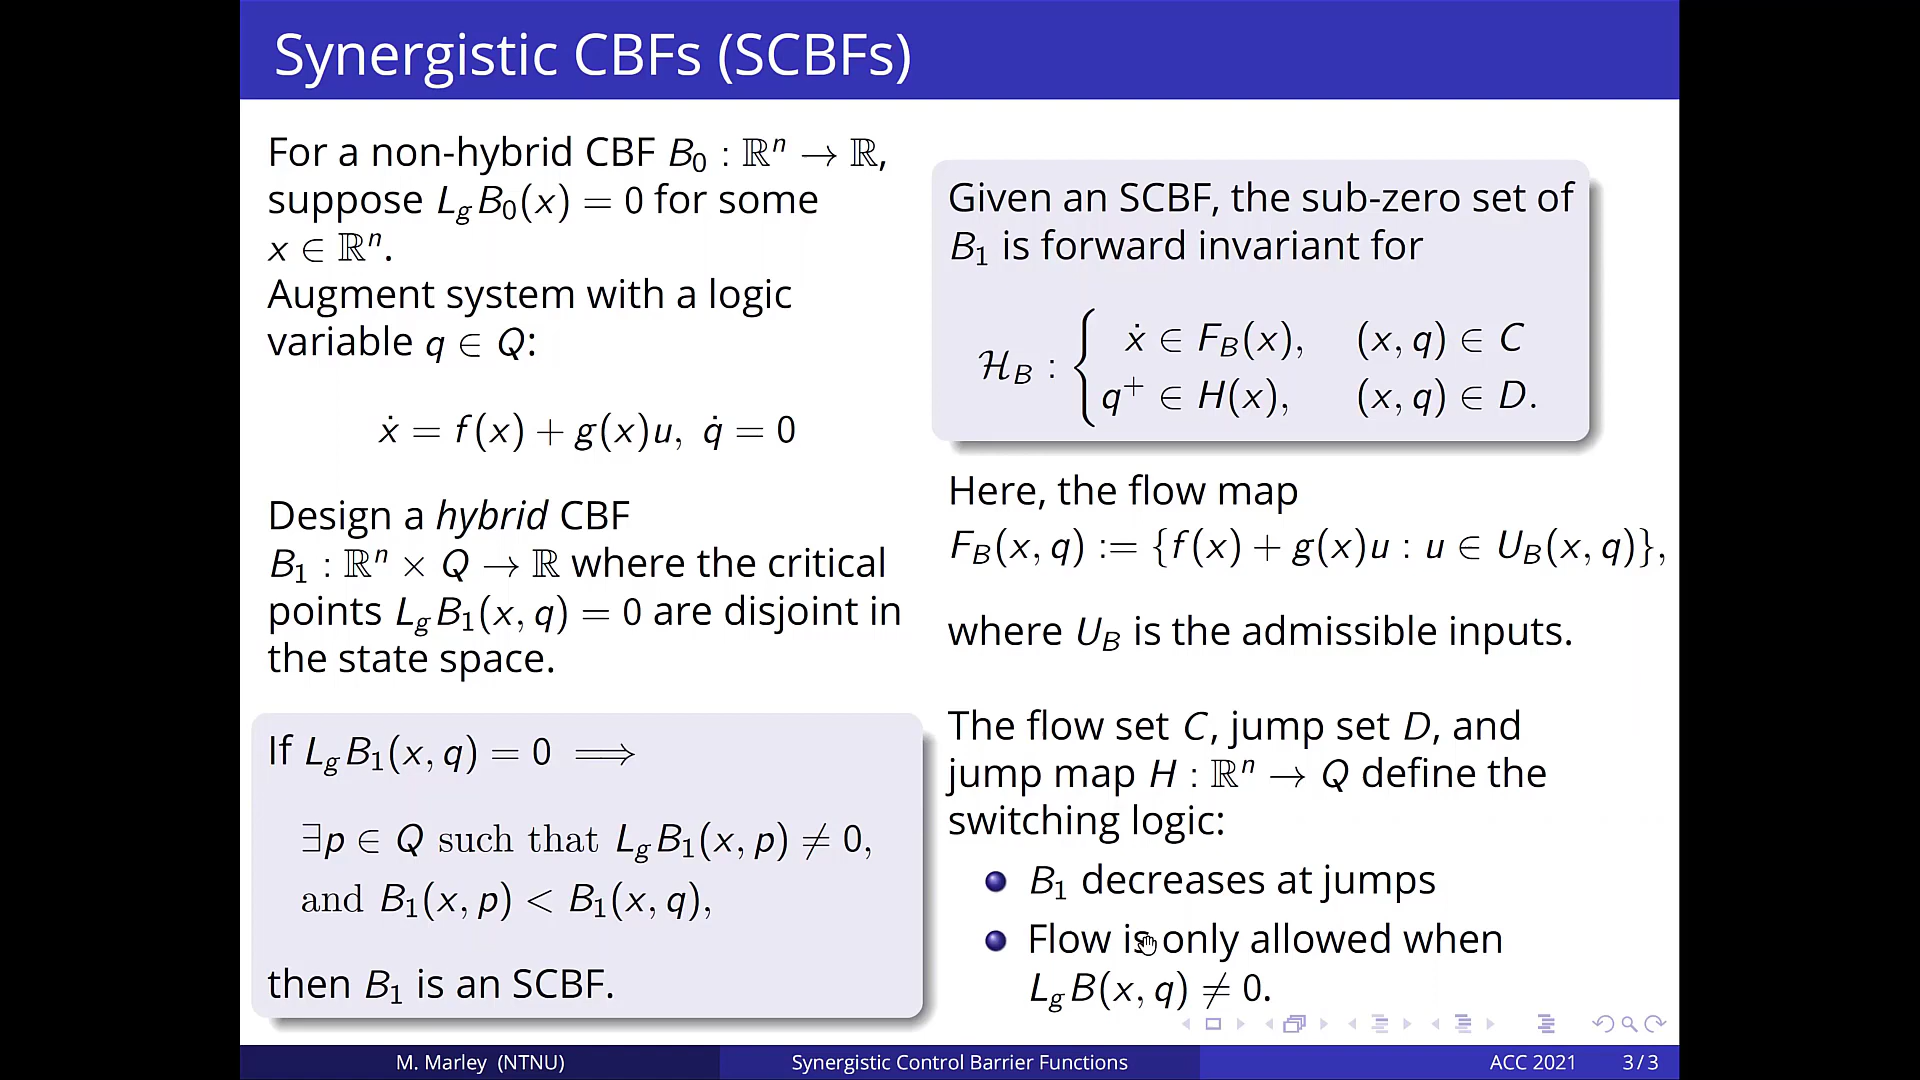 Synergistic CBFs (SCBFs)
For a non-hybrid CBF B₀ : ℝⁿ → ℝ,
suppose L_g B₀(x) = 0 for some
x ∈ ℝⁿ.
Augment system with a logic
variable q ∈ Q:
ẋ = f(x) + g(x)u, q̇ = 0
Design a hybrid CBF
B₁ : ℝⁿ × Q → ℝ where the critical
points L_g B₁(x, q) = 0 are disjoint in
the state space.
If L_g B₁(x, q) = 0 ⟹
∃p ∈ Q such that L_g B₁(x, p) ≠ 0,
and B₁(x, p) < B₁(x, q),
then B₁ is an SCBF.
Given an SCBF, the sub-zero set of
B₁ is forward invariant for
ℋ_B : { ẋ ∈ F_B(x), (x, q) ∈ C
q⁺ ∈ H(x), (x, q) ∈ D.
Here, the flow map
F_B(x, q) := {f(x) + g(x)u : u ∈ U_B(x, q)},
where U_B is the admissible inputs.
The flow set C, jump set D, and
jump map H : ℝⁿ → Q define the
switching logic:
B₁ decreases at jumps
Flow is only allowed when
L_g B(x, q) ≠ 0.
M. Marley (NTNU) Synergistic Control Barrier Functions ACC 2021 3 / 3